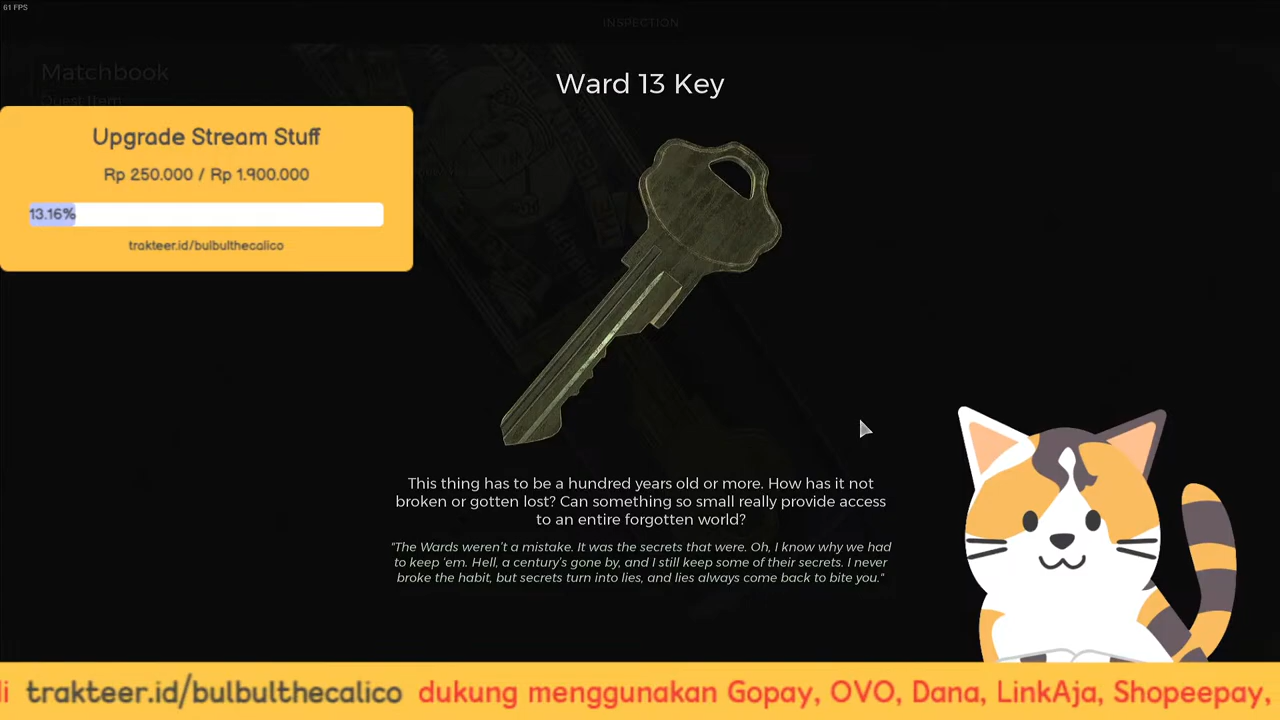 61 FPS
INSPECTION
Matchbook
Quest Item
Ward 13 Key
Upgrade Stream Stuff
Rp 250.000 / Rp 1.900.000
13.16%
trakteer.id/bulbulthecalico
This thing has to be a hundred years old or more. How has it not
broken or gotten lost? Can something so small really provide access
to an entire forgotten world?
"The Wards weren't a mistake. It was the secrets that were. Oh, I know why we had
to keep 'em. Hell, a century's gone by, and I still keep some of their secrets. I never
broke the habit, but secrets turn into lies, and lies always come back to bite you."
di trakteer.id/bulbulthecalico dukung menggunakan Gopay, OVO, Dana, LinkAja, Shopeepay,